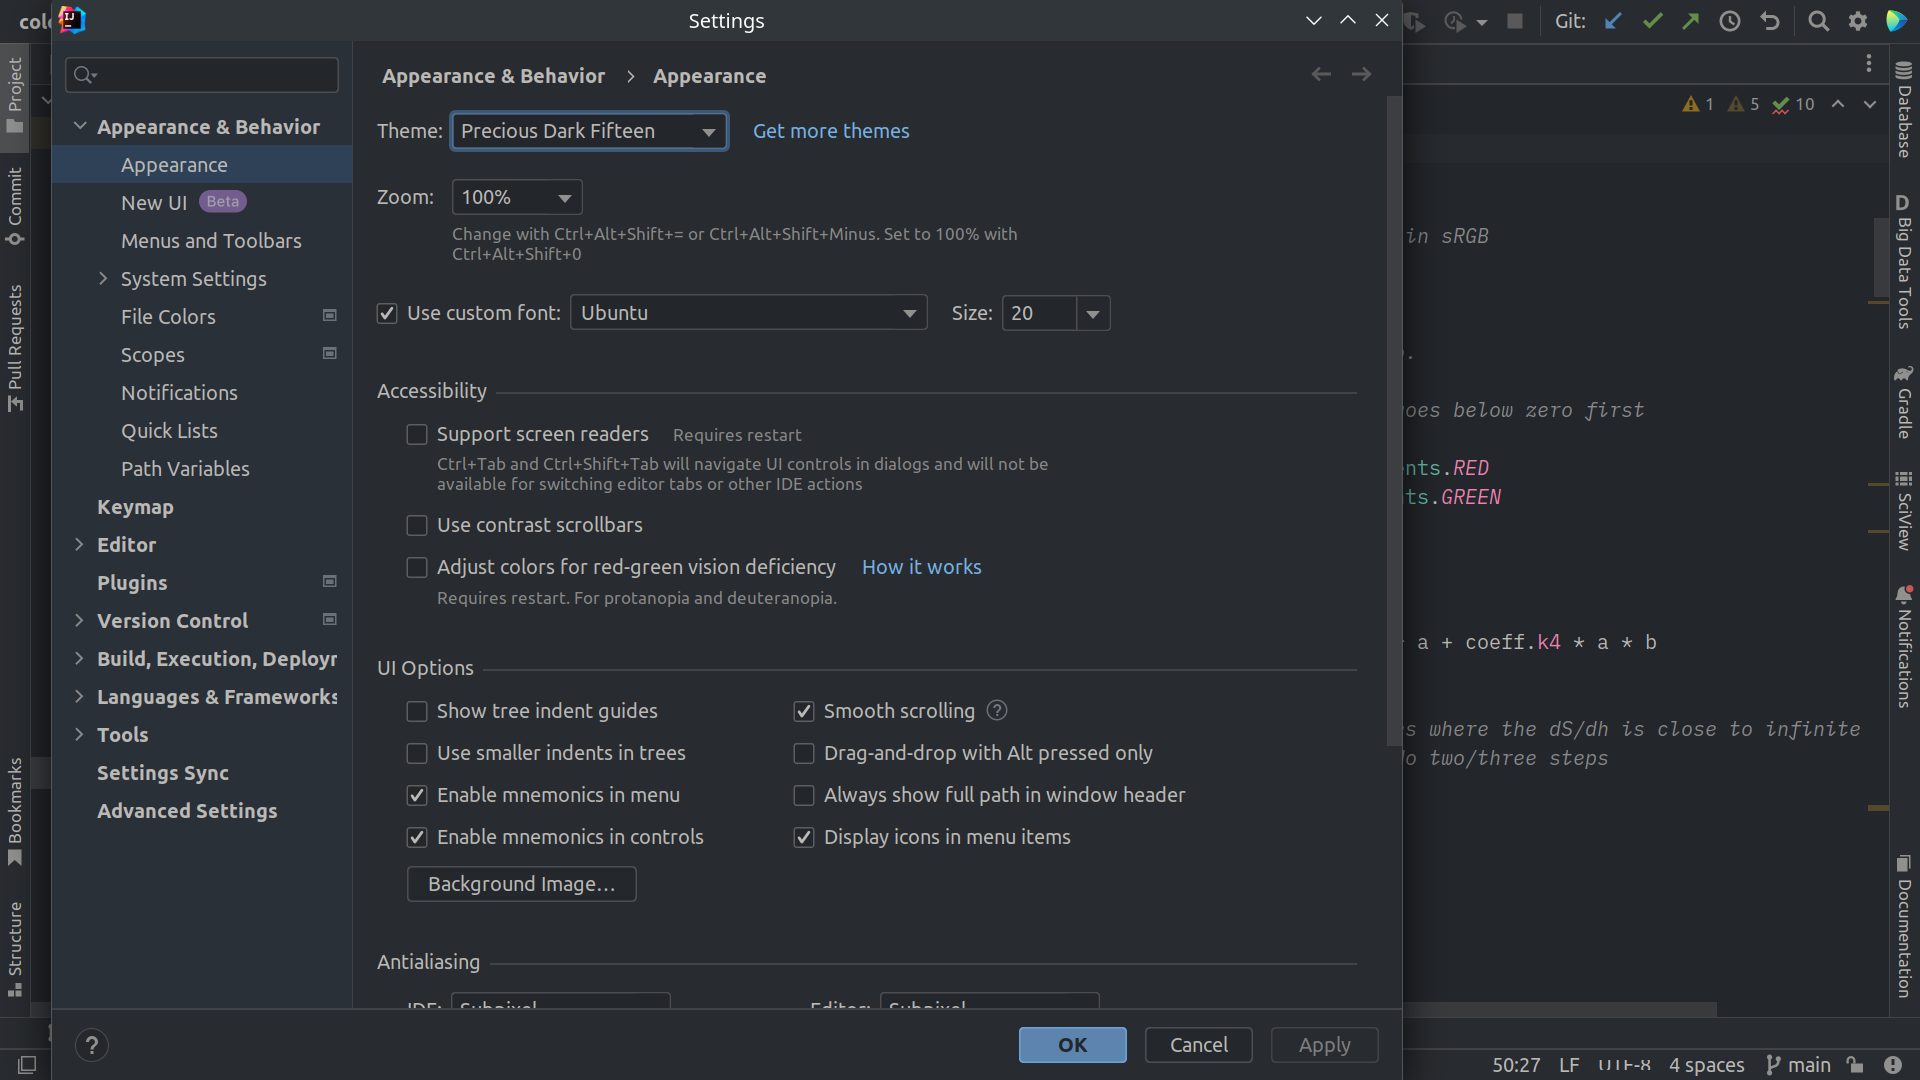 Settings
Git:
Appearance & Behavior › Appearance
Theme: Precious Dark Fifteen Get more themes
Zoom: 100%
Change with Ctrl+Alt+Shift+= or Ctrl+Alt+Shift+Minus. Set to 100% with
Ctrl+Alt+Shift+0
Use custom font: Ubuntu Size: 20
Accessibility
Support screen readers Requires restart
Ctrl+Tab and Ctrl+Shift+Tab will navigate UI controls in dialogs and will not be
available for switching editor tabs or other IDE actions
Use contrast scrollbars
Adjust colors for red-green vision deficiency How it works
Requires restart. For protanopia and deuteranopia.
UI Options
Show tree indent guides
Smooth scrolling
Use smaller indents in trees
Drag-and-drop with Alt pressed only
Enable mnemonics in menu
Always show full path in window header
Enable mnemonics in controls
Display icons in menu items
Background Image...
Antialiasing
IDE: Subpixel Editor: Subpixel
OK Cancel Apply
Appearance & Behavior
Appearance
New UI Beta
Menus and Toolbars
System Settings
File Colors
Scopes
Notifications
Quick Lists
Path Variables
Keymap
Editor
Plugins
Version Control
Build, Execution,
Languages & Frameworks
Tools
Settings Sync
Advanced Settings
?
Project
Commit
Pull Requests
Bookmarks
Structure
1 5 10
in sRGB
below zero first
.RED
.GREEN
a + coeff.k4 * a * b
where the dS/dh is close to infinite
two/three steps
Database
D Big Data Tools
Gradle
SciView
Notifications
Documentation
50:27 LF UTF-8 4 spaces main